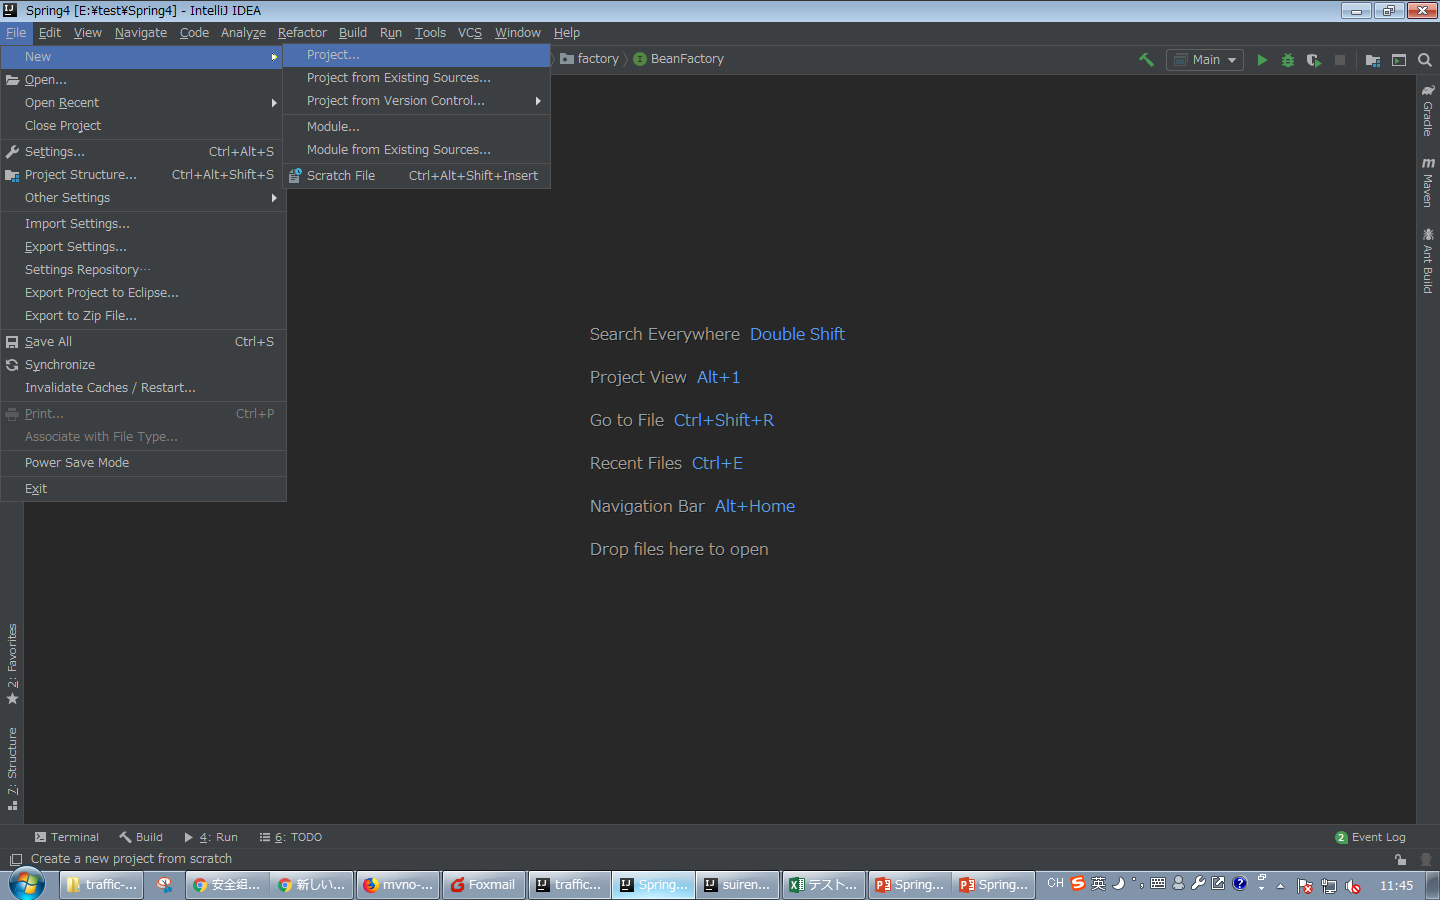 Spring4 [E:¥test¥Spring4] - IntelliJ IDEA
File Edit View Navigate Code Analyze Refactor Build Run Tools VCS Window Help
factory BeanFactory Main
New
Open...
Open Recent
Close Project
Settings... Ctrl+Alt+S
Project Structure... Ctrl+Alt+Shift+S
Other Settings
Import Settings...
Export Settings...
Settings Repository···
Export Project to Eclipse...
Export to Zip File...
Save All Ctrl+S
Synchronize
Invalidate Caches / Restart...
Print... Ctrl+P
Associate with File Type...
Power Save Mode
Exit
Project...
Project from Existing Sources...
Project from Version Control...
Module...
Module from Existing Sources...
Scratch File Ctrl+Alt+Shift+Insert
Search Everywhere Double Shift
Project View Alt+1
Go to File Ctrl+Shift+R
Recent Files Ctrl+E
Navigation Bar Alt+Home
Drop files here to open
Gradle
Maven
Ant Build
2: Favorites
7: Structure
Terminal Build 4: Run 6: TODO 2 Event Log
Create a new project from scratch
traffic-... 安全组... 新しい... mvno-... Foxmail traffic... Spring... suiren... テスト... Spring... Spring... CH 英 11:45